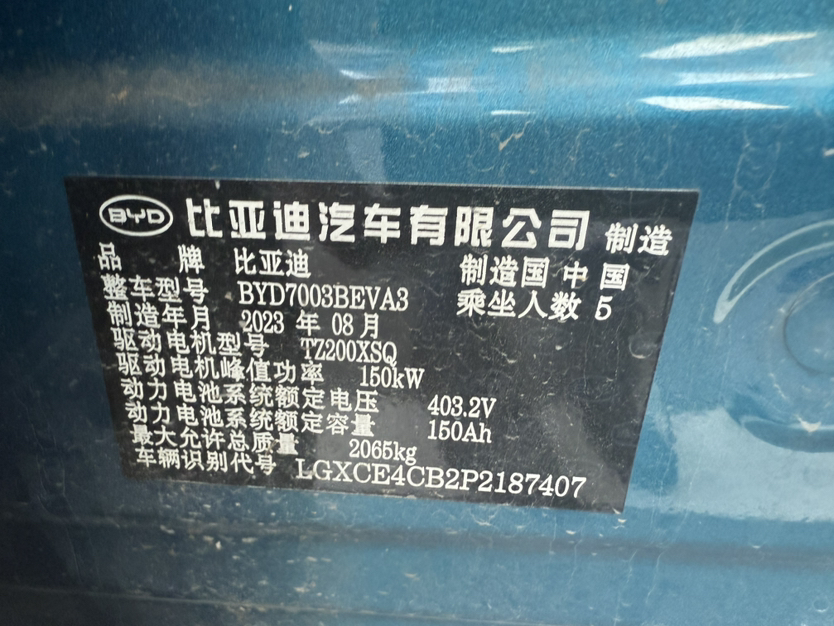 BYD 比亚迪汽车有限公司 制造
品 牌 比亚迪 制造国 中国
整车型号 BYD7003BEVA3 乘坐人数 5
制造年月 2023 年 08 月
驱动电机型号 TZ200XSQ
驱动电机峰值功率 150kW
动力电池系统额定电压 403.2V
动力电池系统额定容量 150Ah
最大允许总质量 2065kg
车辆识别代号 LGXCE4CB2P2187407